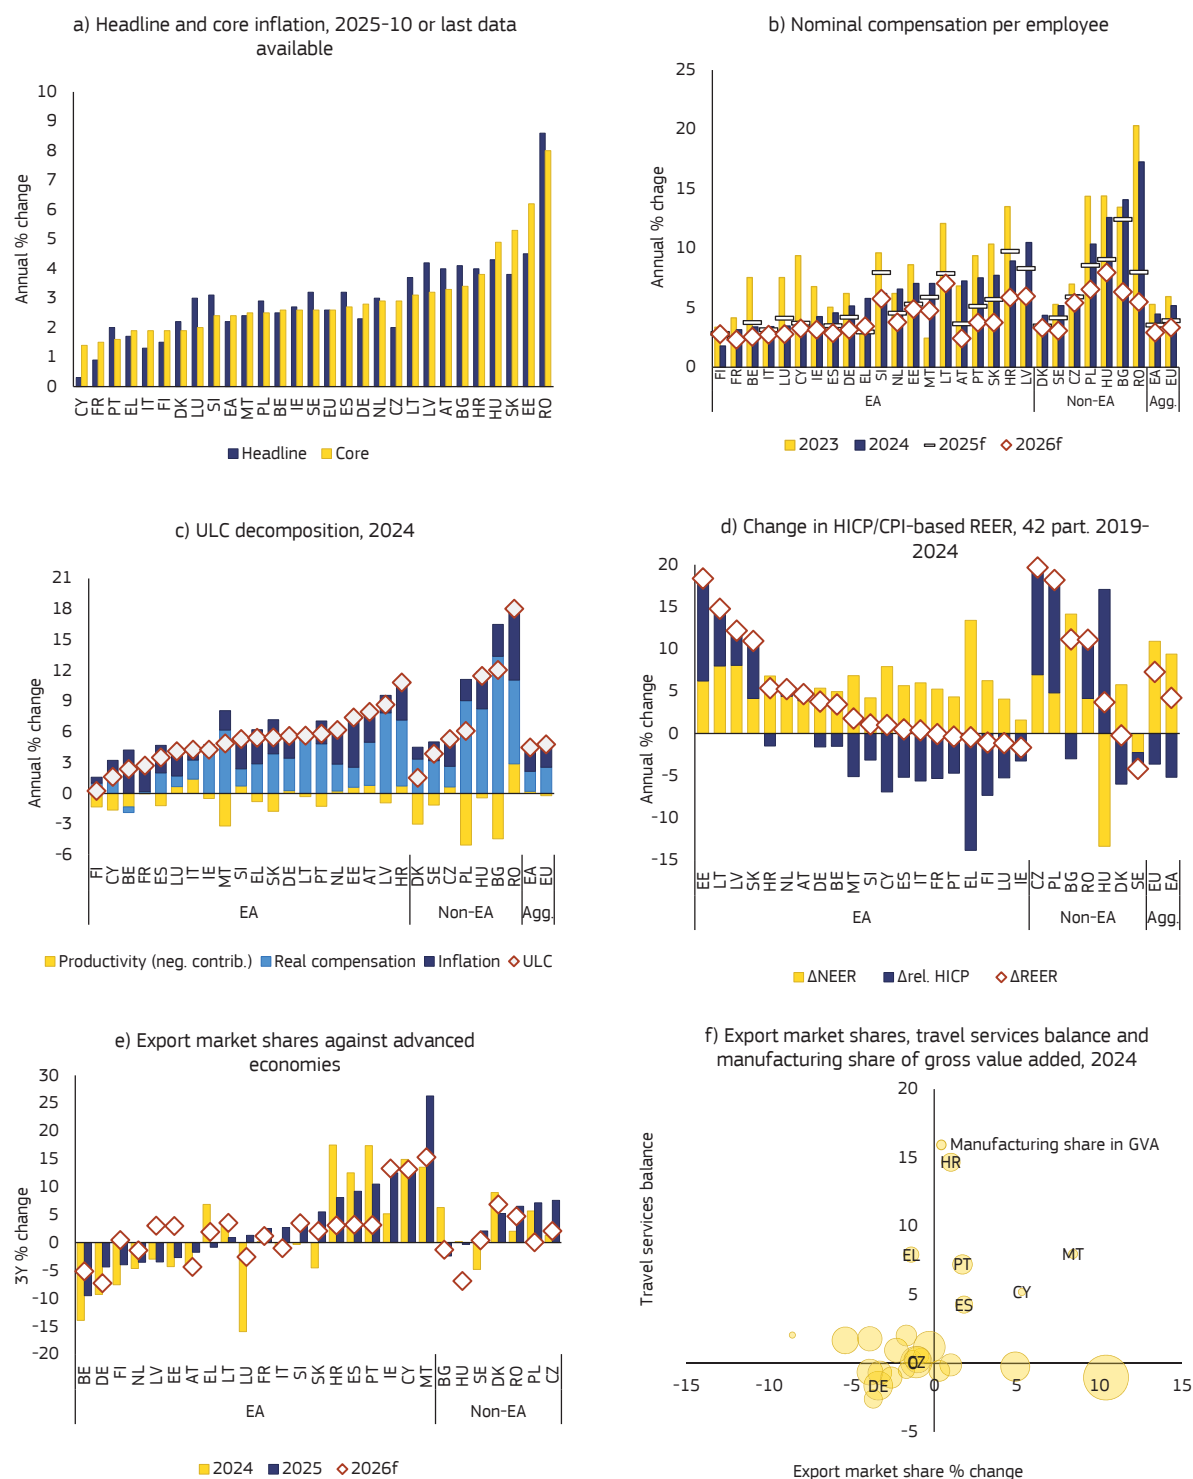 a) Headline and core inflation, 2025-10 or last data
available
Annual % change
10
9
8
7
6
5
4
3
2
1
0
CY FR PT EL IT FI DK LU SI EA MT PL BE IE SE EU ES DE NL CZ LT LV AT BG HR HU SK EE RO
Headline Core
b) Nominal compensation per employee
Annual % chage
25
20
15
10
5
0
FI FR BE IT LU CY IE ES DE EL SI NL EE MT LT AT PT SK HR LV DK SE CZ PL HU BG RO EA EU
EA Non-EA Agg.
2023 2024 2025f 2026f
c) ULC decomposition, 2024
Annual % change
21
18
15
12
9
6
3
0
-3
-6
FI CY BE FR ES LU IT IE MT SI EL SK DE LT PT NL EE AT LV HR DK SE CZ PL HU BG RO EA EU
EA Non-EA Agg.
Productivity (neg. contrib.) Real compensation Inflation ULC
d) Change in HICP/CPI-based REER, 42 part. 2019-
2024
Annual % change
20
15
10
5
0
-5
-10
-15
EE LT LV SK HR NL AT DE BE MT SI CY ES IT FR PT EL FI LU IE CZ PL BG RO HU DK SE EU EA
EA Non-EA Agg.
ΔNEER Δrel. HICP ΔREER
e) Export market shares against advanced
economies
3Y % change
30
25
20
15
10
5
0
-5
-10
-15
-20
BE DE FI NL LV EE AT EL LT LU FR IT SI SK HR ES PT IE CY MT BG HU SE DK RO PL CZ
EA Non-EA
2024 2025 2026f
f) Export market shares, travel services balance and
manufacturing share of gross value added, 2024
Travel services balance
20
Manufacturing share in GVA
15
HR
10
EL
PT
MT
5
CY
ES
0
CZ
DE
-15 -10 -5 0 5 10 15
-5
Export market share % change